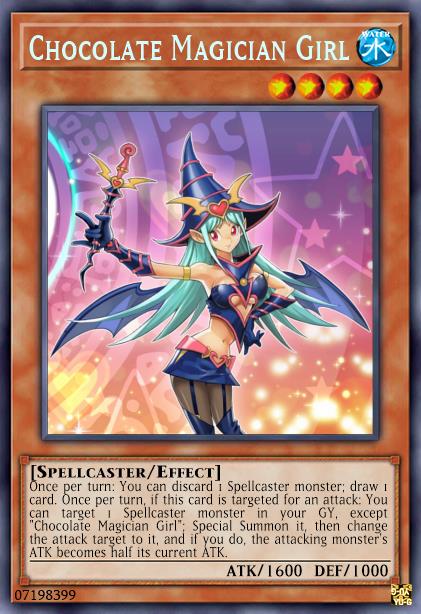 CHOCOLATE MAGICIAN GIRL
WATER
水
[SPELLCASTER/EFFECT]
Once per turn: You can discard 1 Spellcaster monster; draw 1
card. Once per turn, if this card is targeted for an attack: You
can target 1 Spellcaster monster in your GY, except
"Chocolate Magician Girl"; Special Summon it, then change
the attack target to it, and if you do, the attacking monster's
ATK becomes half its current ATK.
ATK/1600 DEF/1000
07198399